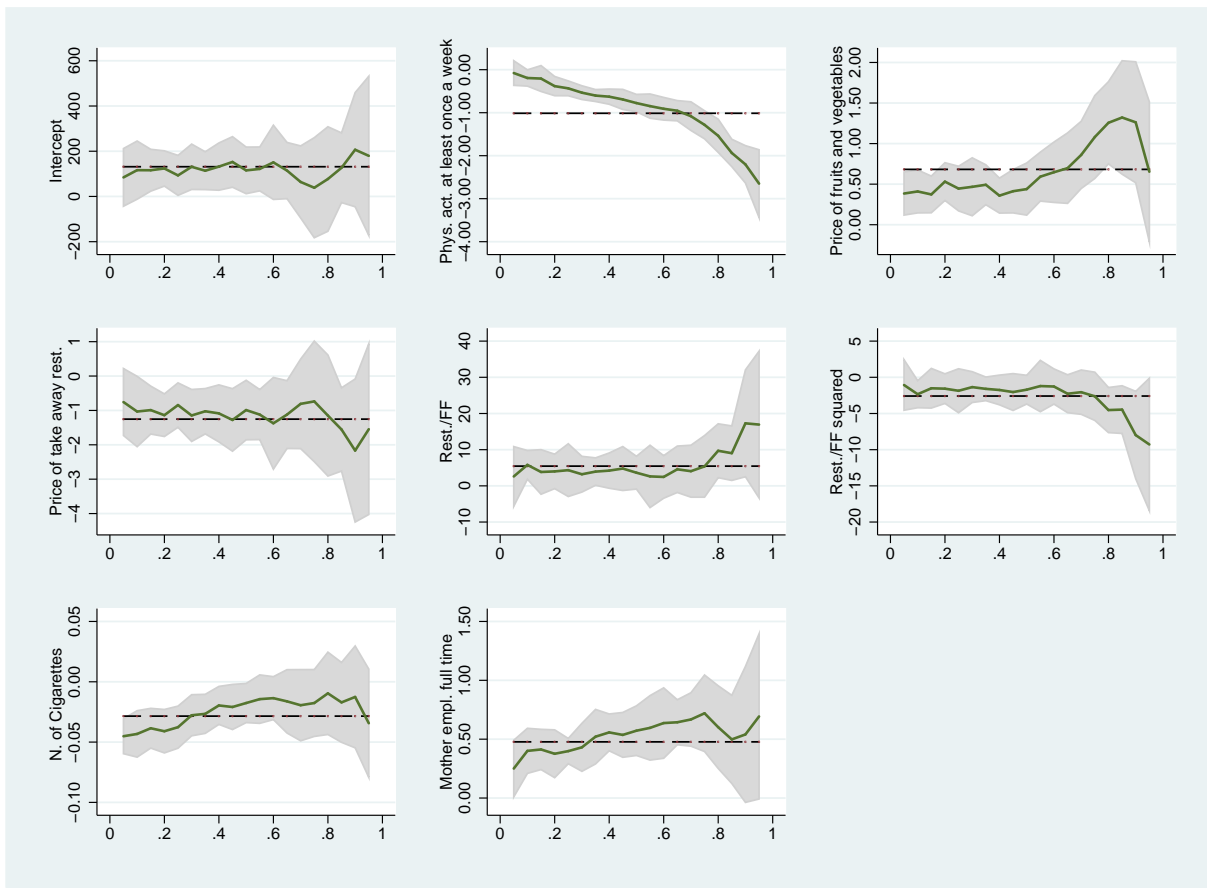 Intercept
600
400
200
0
−200
0 .2 .4 .6 .8 1
Phys. act. at least once a week
0.00
−1.00
−2.00
−3.00
−4.00
0 .2 .4 .6 .8 1
Price of fruits and vegetables
2.00
1.50
1.00
0.50
0.00
0 .2 .4 .6 .8 1
Price of take away rest.
1
0
−1
−2
−3
−4
0 .2 .4 .6 .8 1
Rest./FF
40
30
20
10
0
−10
0 .2 .4 .6 .8 1
Rest./FF squared
5
0
−5
−10
−15
−20
0 .2 .4 .6 .8 1
N. of Cigarettes
0.05
0.00
−0.05
−0.10
0 .2 .4 .6 .8 1
Mother empl. full time
1.50
1.00
0.50
0.00
0 .2 .4 .6 .8 1